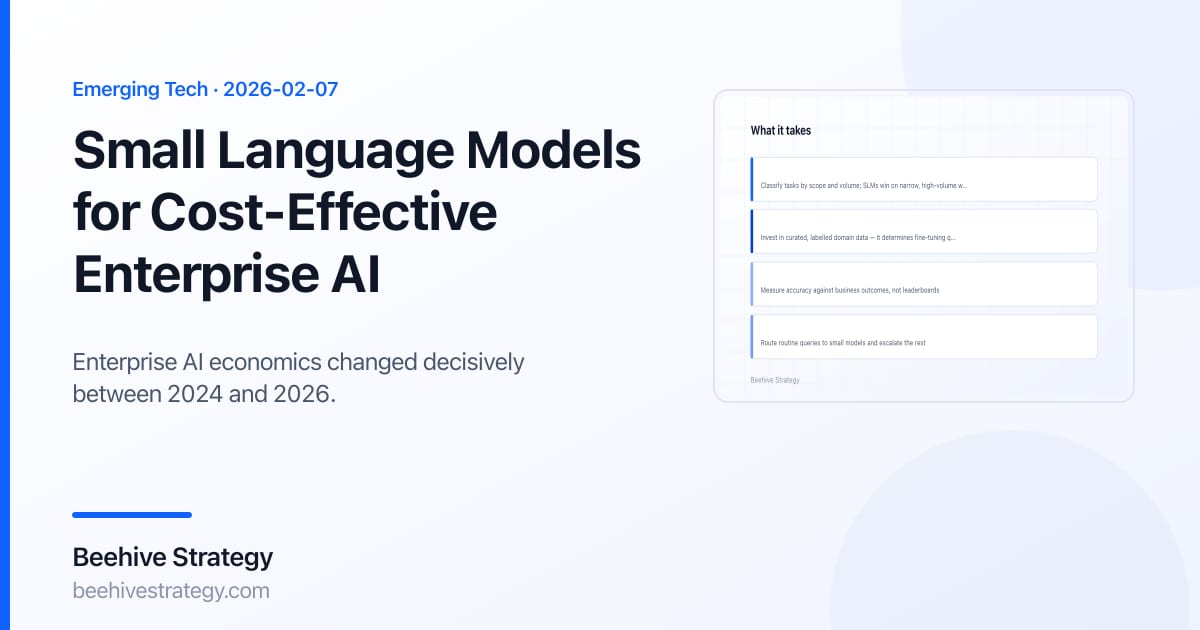 Emerging Tech · 2026-02-07
Small Language Models
for Cost-Effective
Enterprise AI
Enterprise AI economics changed decisively
between 2024 and 2026.
Beehive Strategy
beehivestrategy.com
What it takes
Classify tasks by scope and volume; SLMs win on narrow, high-volume w...
Invest in curated, labelled domain data — it determines fine-tuning q...
Measure accuracy against business outcomes, not leaderboards
Route routine queries to small models and escalate the rest
Beehive Strategy